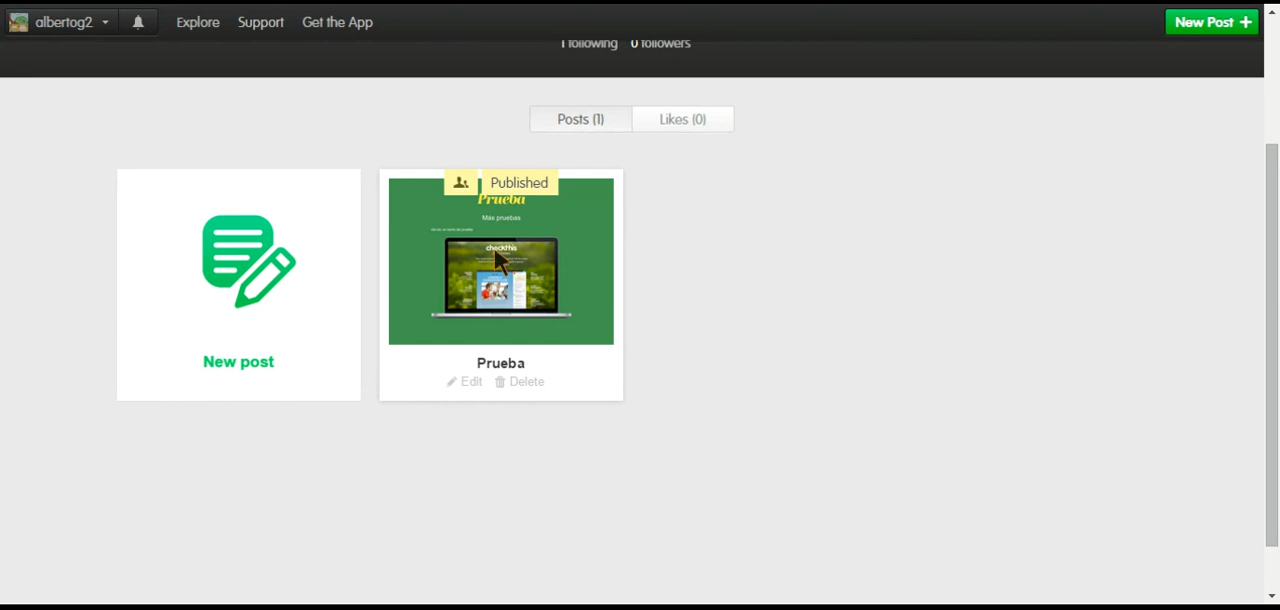 albertog2
Explore
Support
Get the App
New Post +
1 following 0 followers
Posts (1)
Likes (0)
Published
Prueba
Más pruebas
checkthis
New post
Prueba
Edit
Delete